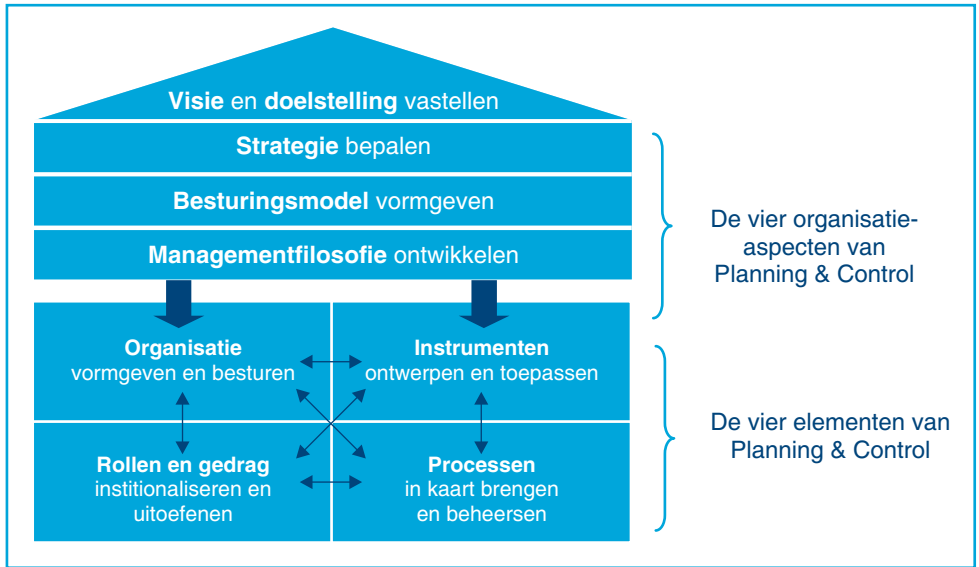 Visie en doelstelling vastellen
Strategie bepalen
Besturingsmodel vormgeven
Managementfilosofie ontwikkelen
De vier organisatie-
aspecten van
Planning & Control
Organisatie
vormgeven en besturen
Instrumenten
ontwerpen en toepassen
Rollen en gedrag
institionaliseren en
uitoefenen
Processen
in kaart brengen
en beheersen
De vier elementen van
Planning & Control